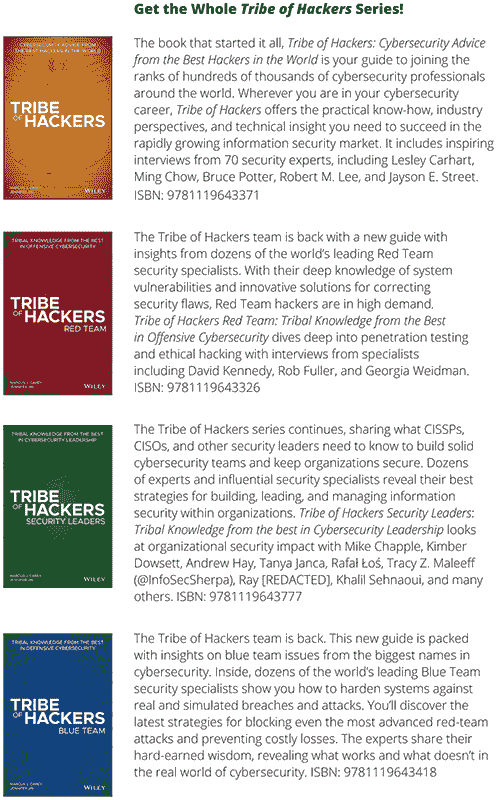 Get the Whole Tribe of Hackers Series!
CYBERSECURITY ADVICE FROM
THE BEST HACKERS IN THE WORLD
TRIBE
OF HACKERS
WILEY
The book that started it all, Tribe of Hackers: Cybersecurity Advice
from the Best Hackers in the World is your guide to joining the
ranks of hundreds of thousands of cybersecurity professionals
around the world. Wherever you are in your cybersecurity
career, Tribe of Hackers offers the practical know-how, industry
perspectives, and technical insight you need to succeed in the
rapidly growing information security market. It includes inspiring
interviews from 70 security experts, including Lesley Carhart,
Ming Chow, Bruce Potter, Robert M. Lee, and Jayson E. Street.
ISBN: 9781119643371
TRIBAL KNOWLEDGE FROM THE BEST
IN OFFENSIVE CYBERSECURITY
TRIBE
OF HACKERS
RED TEAM
WILEY
The Tribe of Hackers team is back with a new guide with
insights from dozens of the world’s leading Red Team
security specialists. With their deep knowledge of system
vulnerabilities and innovative solutions for correcting
security flaws, Red Team hackers are in high demand.
Tribe of Hackers Red Team: Tribal Knowledge from the Best
in Offensive Cybersecurity dives deep into penetration testing
and ethical hacking with interviews from specialists
including David Kennedy, Rob Fuller, and Georgia Weidman.
ISBN: 9781119643326
TRIBAL KNOWLEDGE FROM THE BEST
IN CYBERSECURITY LEADERSHIP
TRIBE
OF HACKERS
SECURITY LEADERS
WILEY
The Tribe of Hackers series continues, sharing what CISSPs,
CISOs, and other security leaders need to know to build solid
cybersecurity teams and keep organizations secure. Dozens
of experts and influential security specialists reveal their best
strategies for building, leading, and managing information
security within organizations. Tribe of Hackers Security Leaders:
Tribal Knowledge from the best in Cybersecurity Leadership looks
at organizational security impact with Mike Chapple, Kimber
Dowsett, Andrew Hay, Tanya Janca, Rafał Łoś, Tracy Z. Maleeff
(@InfoSecSherpa), Ray [REDACTED], Khalil Sehnaoui, and many
others. ISBN: 9781119643777
TRIBAL KNOWLEDGE FROM THE BEST
IN DEFENSIVE CYBERSECURITY
TRIBE
OF HACKERS
BLUE TEAM
WILEY
The Tribe of Hackers team is back. This new guide is packed
with insights on blue team issues from the biggest names in
cybersecurity. Inside, dozens of the world’s leading Blue Team
security specialists show you how to harden systems against
real and simulated breaches and attacks. You’ll discover the
latest strategies for blocking even the most advanced red-team
attacks and preventing costly losses. The experts share their
hard-earned wisdom, revealing what works and what doesn’t in
the real world of cybersecurity. ISBN: 9781119643418